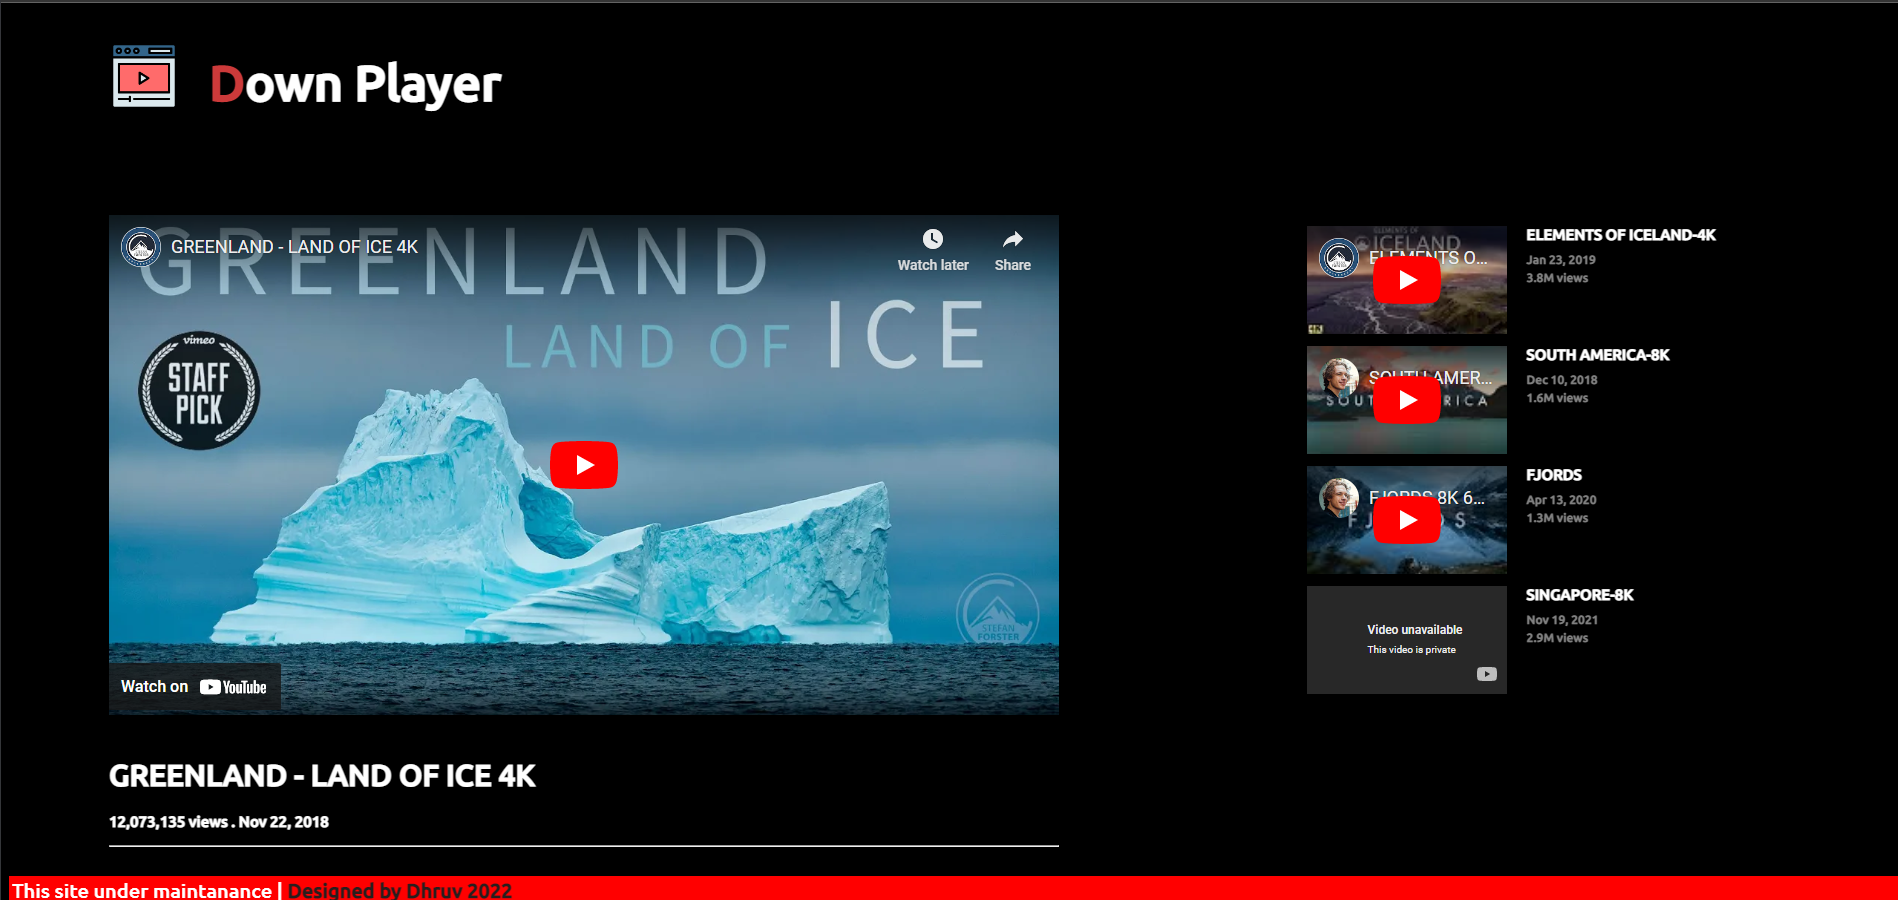 Down Player
GREENLAND - LAND OF ICE 4K
Watch later
Share
GREENLAND
LAND OF ICE
vimeo
STAFF
PICK
STEFAN
FORSTER
Watch on YouTube
GREENLAND - LAND OF ICE 4K
12,073,135 views . Nov 22, 2018
ELEMENTS OF
ICELAND
ELEMENTS O...
4K
ELEMENTS OF ICELAND-4K
Jan 23, 2019
3.8M views
SOUTH AMER...
SOUTH AMERICA-8K
Dec 10, 2018
1.6M views
FJORDS 8K 6...
FJORDS
Apr 13, 2020
1.3M views
Video unavailable
This video is private
SINGAPORE-8K
Nov 19, 2021
2.9M views
This site under maintanance | Designed by Dhruv 2022